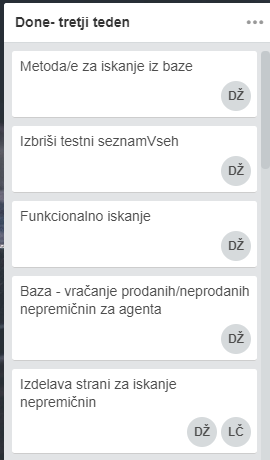 Done- tretji teden
Metoda/e za iskanje iz baze
DŽ
Izbriši testni seznamVseh
DŽ
Funkcionalno iskanje
DŽ
Baza - vračanje prodanih/neprodanih
nepremičnin za agenta
DŽ
Izdelava strani za iskanje
nepremičnin
DŽ LČ